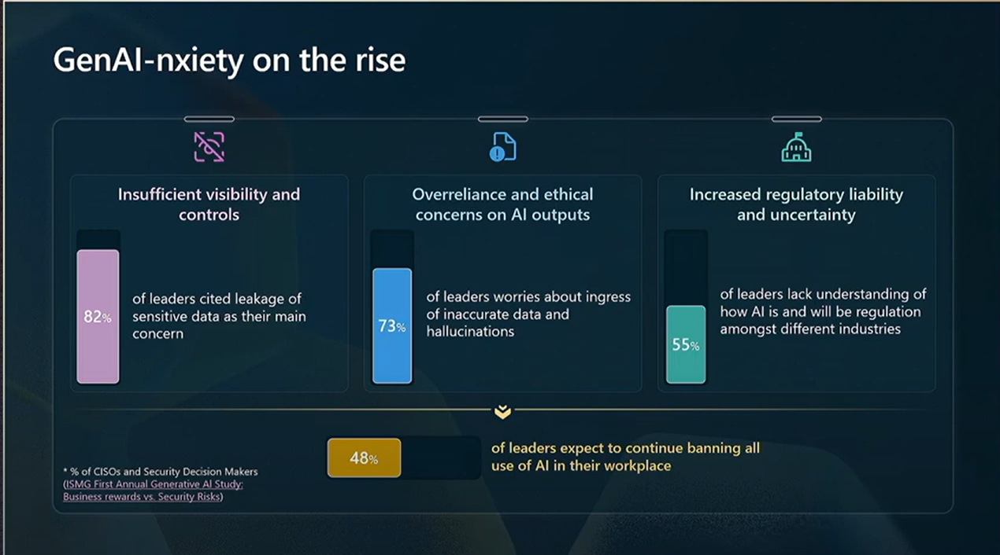 GenAI-nxiety on the rise
Insufficient visibility and
controls
82%
of leaders cited leakage of
sensitive data as their main
concern
Overreliance and ethical
concerns on AI outputs
73%
of leaders worries about ingress
of inaccurate data and
hallucinations
Increased regulatory liability
and uncertainty
55%
of leaders lack understanding of
how AI is and will be regulation
amongst different industries
48%
of leaders expect to continue banning all
use of AI in their workplace
* % of CISOs and Security Decision Makers
(ISMG First Annual Generative AI Study:
Business rewards vs. Security Risks)